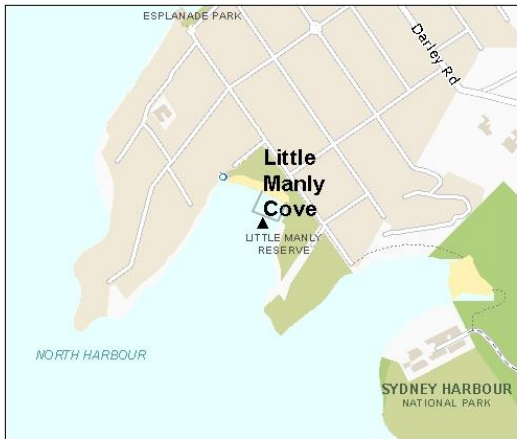 ESPLANADE PARK
Darley Rd
Little
Manly
Cove
LITTLE MANLY
RESERVE
NORTH HARBOUR
SYDNEY HARBOUR
NATIONAL PARK